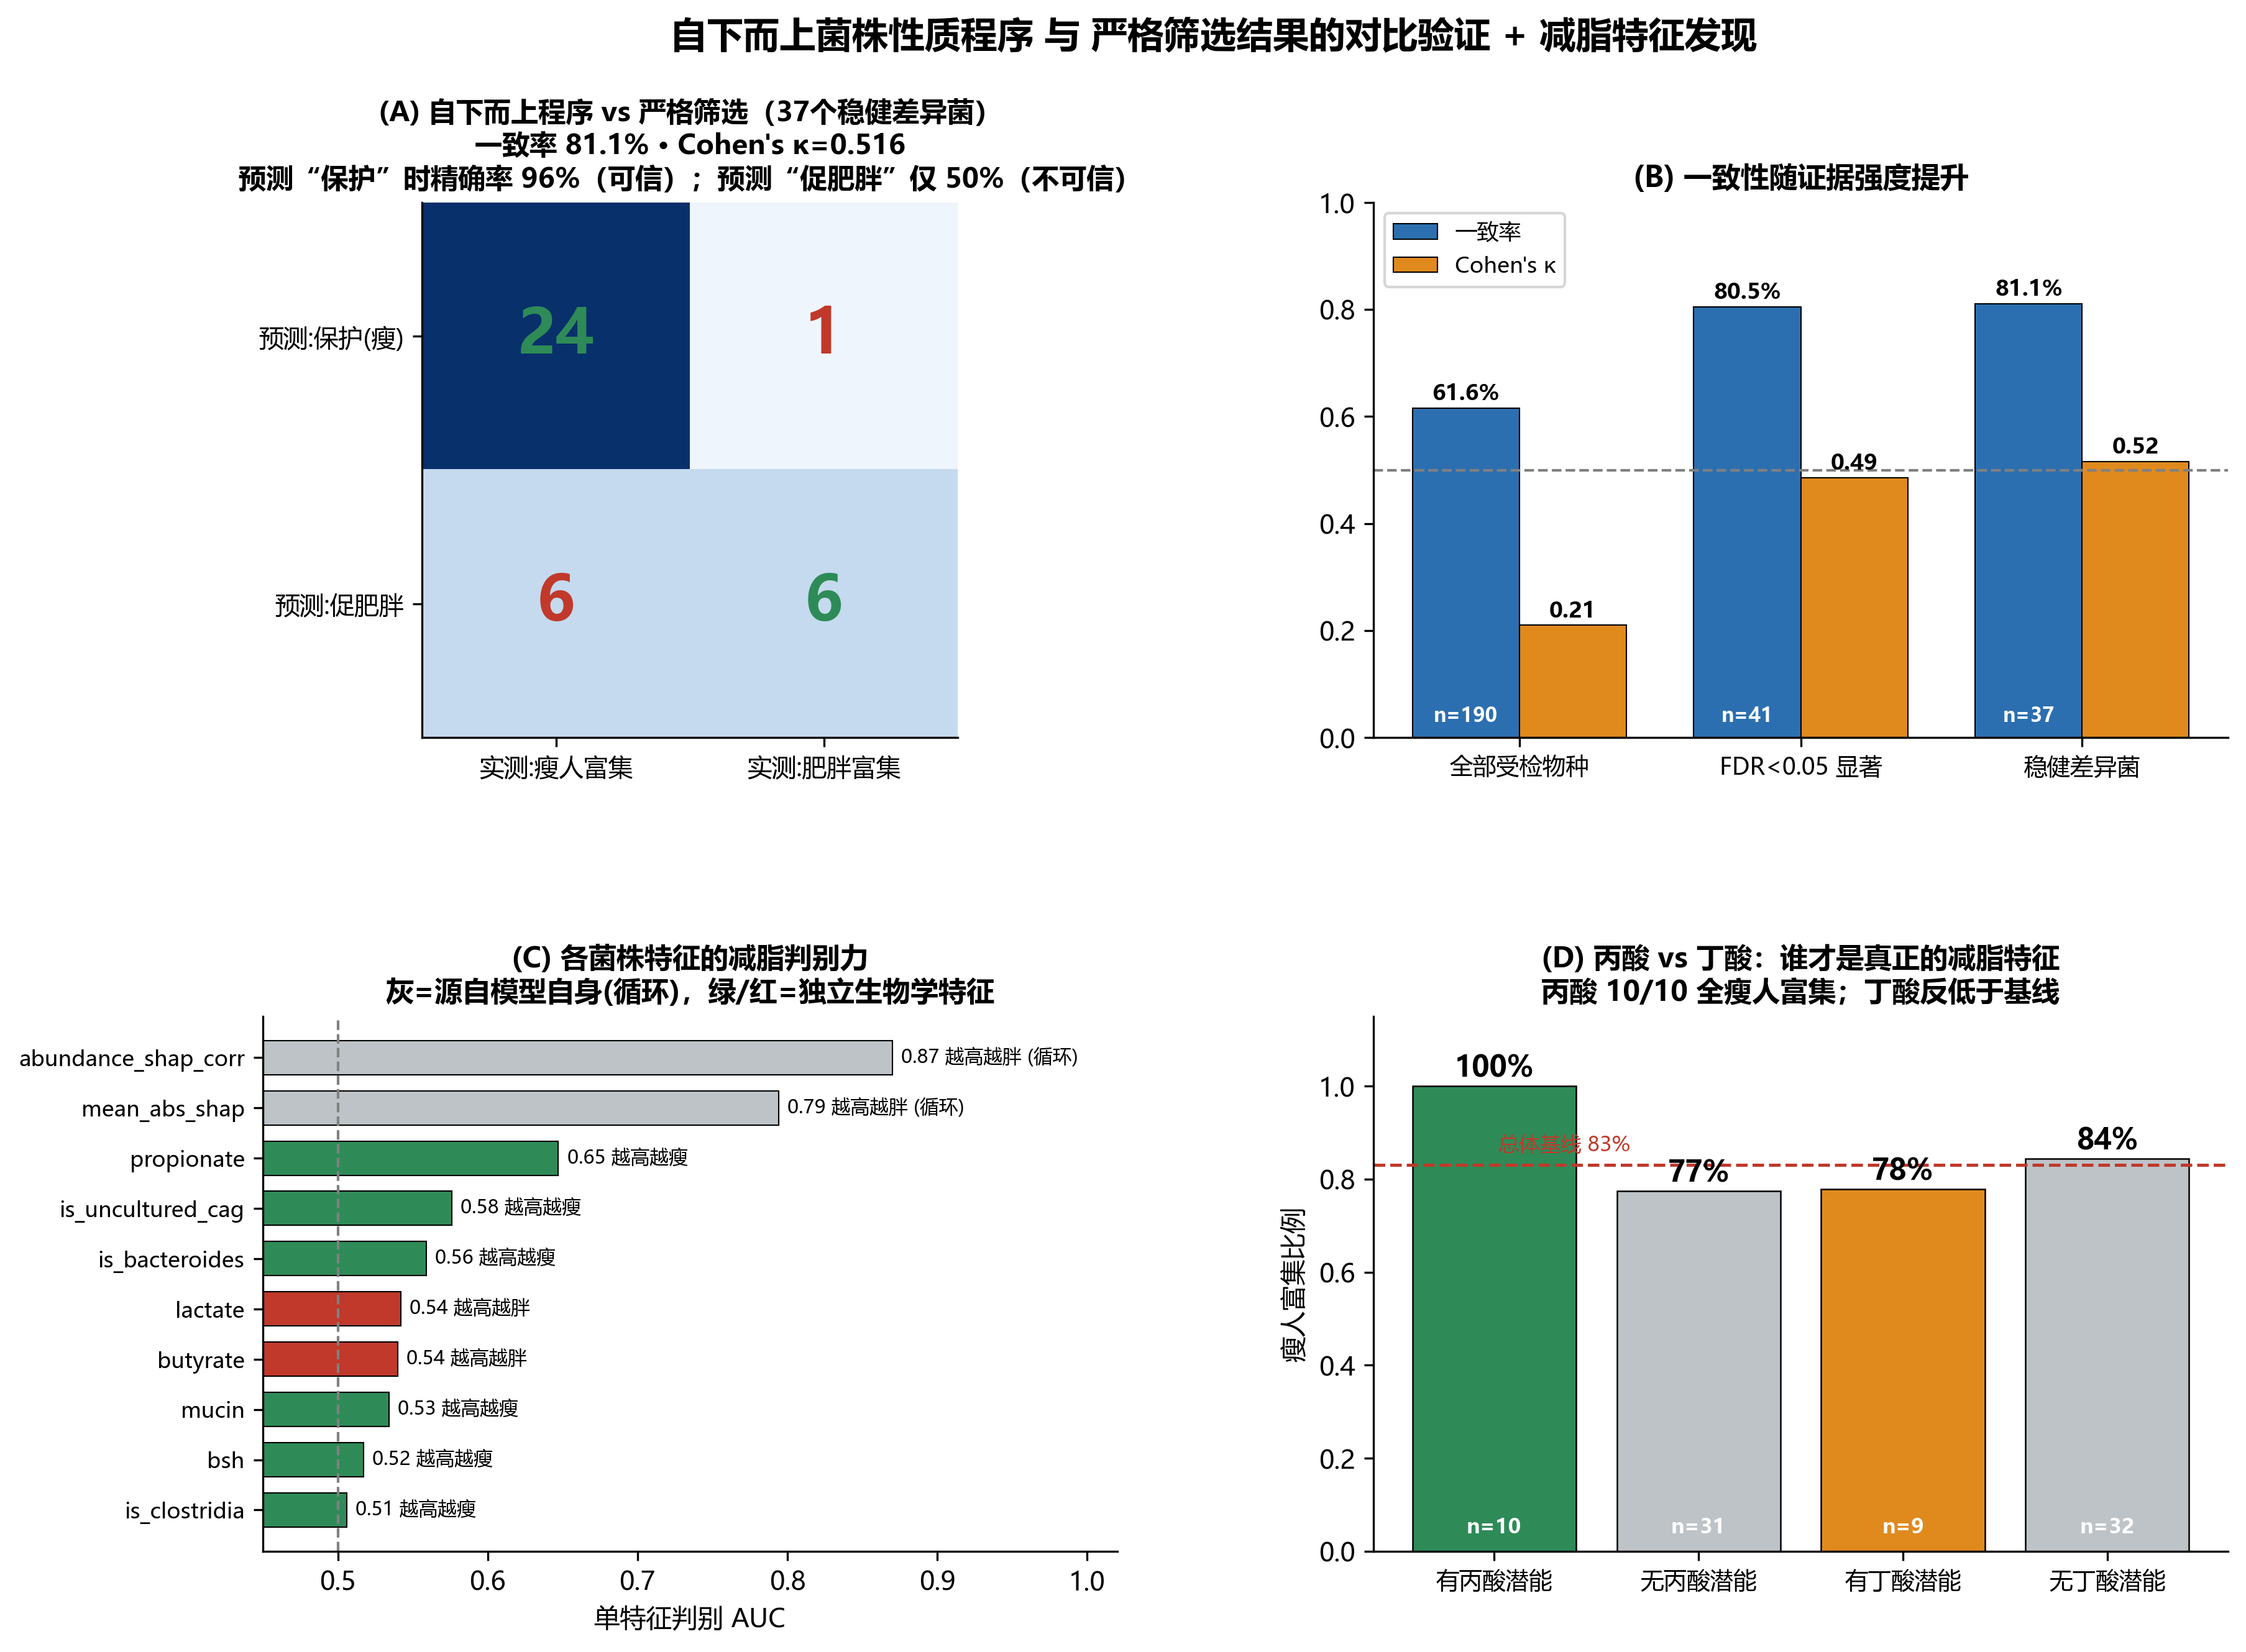 自下而上菌株性质程序 与 严格筛选结果的对比验证 + 减脂特征发现
(A) 自下而上程序 vs 严格筛选（37个稳健差异菌）
一致率 81.1% • Cohen's κ=0.516
预测“保护”时精确率 96%（可信）；预测“促肥胖”仅 50%（不可信）
预测:保护(瘦)
24
1
预测:促肥胖
6
6
实测:瘦人富集
实测:肥胖富集
(B) 一致性随证据强度提升
1.0
0.8
0.6
0.4
0.2
0.0
一致率
Cohen's κ
61.6%
0.21
80.5%
0.49
81.1%
0.52
n=190
n=41
n=37
全部受检物种
FDR<0.05 显著
稳健差异菌
(C) 各菌株特征的减脂判别力
灰=源自模型自身(循环)，绿/红=独立生物学特征
abundance_shap_corr
0.87 越高越胖 (循环)
mean_abs_shap
0.79 越高越胖 (循环)
propionate
0.65 越高越瘦
is_uncultured_cag
0.58 越高越瘦
is_bacteroides
0.56 越高越瘦
lactate
0.54 越高越胖
butyrate
0.54 越高越胖
mucin
0.53 越高越瘦
bsh
0.52 越高越瘦
is_clostridia
0.51 越高越瘦
0.5
0.6
0.7
0.8
0.9
1.0
单特征判别 AUC
(D) 丙酸 vs 丁酸：谁才是真正的减脂特征
丙酸 10/10 全瘦人富集；丁酸反低于基线
瘦人富集比例
1.0
0.8
0.6
0.4
0.2
0.0
100%
总体基线 83%
77%
78%
84%
n=10
n=31
n=9
n=32
有丙酸潜能
无丙酸潜能
有丁酸潜能
无丁酸潜能